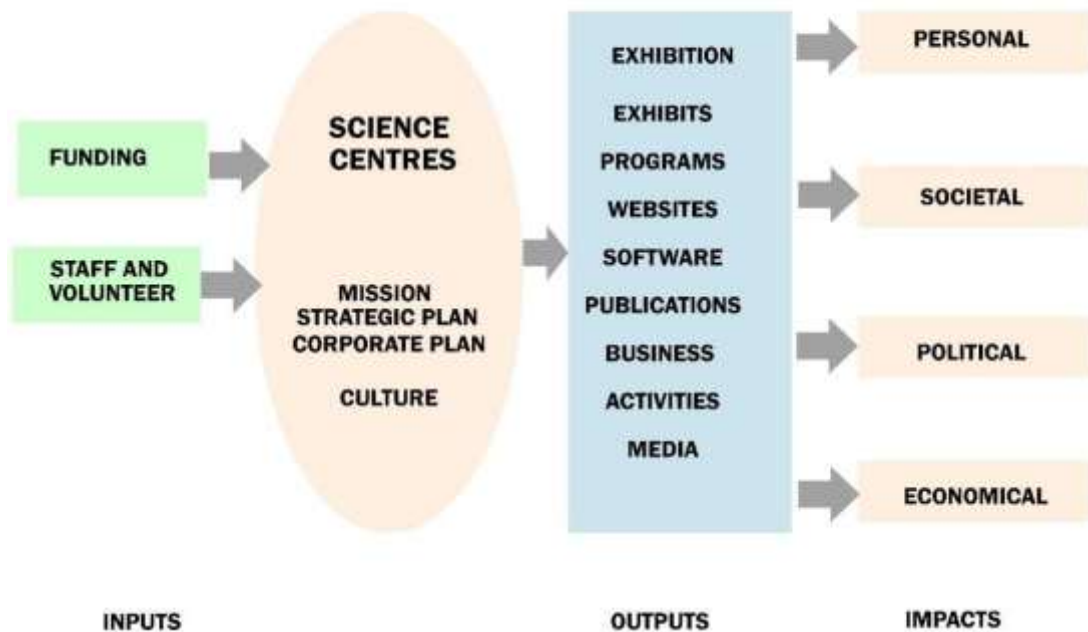 FUNDING
STAFF AND
VOLUNTEER
SCIENCE
CENTRES
MISSION
STRATEGIC PLAN
CORPORATE PLAN
CULTURE
EXHIBITION
EXHIBITS
PROGRAMS
WEBSITES
SOFTWARE
PUBLICATIONS
BUSINESS
ACTIVITIES
MEDIA
PERSONAL
SOCIETAL
POLITICAL
ECONOMICAL
INPUTS
OUTPUTS
IMPACTS